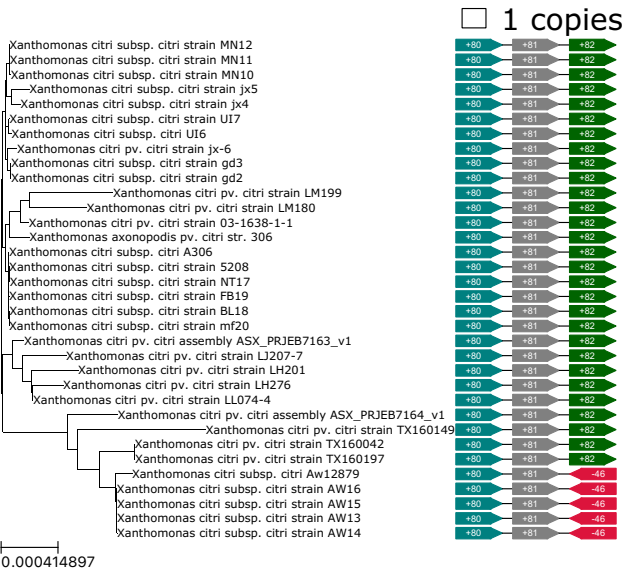 1 copies
Xanthomonas citri subsp. citri strain MN12 +80 +81 +82
Xanthomonas citri subsp. citri strain MN11 +80 +81 +82
Xanthomonas citri subsp. citri strain MN10 +80 +81 +82
Xanthomonas citri subsp. citri strain jx5 +80 +81 +82
Xanthomonas citri subsp. citri strain jx4 +80 +81 +82
Xanthomonas citri subsp. citri strain UI7 +80 +81 +82
Xanthomonas citri subsp. citri UI6 +80 +81 +82
Xanthomonas citri pv. citri strain jx-6 +80 +81 +82
Xanthomonas citri subsp. citri strain gd3 +80 +81 +82
Xanthomonas citri subsp. citri strain gd2 +80 +81 +82
Xanthomonas citri pv. citri strain LM199 +80 +81 +82
Xanthomonas citri pv. citri strain LM180 +80 +81 +82
Xanthomonas citri pv. citri strain 03-1638-1-1 +80 +81 +82
Xanthomonas axonopodis pv. citri str. 306 +80 +81 +82
Xanthomonas citri subsp. citri A306 +80 +81 +82
Xanthomonas citri subsp. citri strain 5208 +80 +81 +82
Xanthomonas citri subsp. citri strain NT17 +80 +81 +82
Xanthomonas citri subsp. citri strain FB19 +80 +81 +82
Xanthomonas citri subsp. citri strain BL18 +80 +81 +82
Xanthomonas citri subsp. citri strain mf20 +80 +81 +82
Xanthomonas citri pv. citri assembly ASX_PRJEB7163_v1 +80 +81 +82
Xanthomonas citri pv. citri strain LJ207-7 +80 +81 +82
Xanthomonas citri pv. citri strain LH201 +80 +81 +82
Xanthomonas citri pv. citri strain LH276 +80 +81 +82
Xanthomonas citri pv. citri strain LL074-4 +80 +81 +82
Xanthomonas citri pv. citri assembly ASX_PRJEB7164_v1 +80 +81 +82
Xanthomonas citri pv. citri strain TX160149 +80 +81 +82
Xanthomonas citri pv. citri strain TX160042 +80 +81 +82
Xanthomonas citri pv. citri strain TX160197 +80 +81 +82
Xanthomonas citri subsp. citri Aw12879 +80 +81 -46
Xanthomonas citri subsp. citri strain AW16 +80 +81 -46
Xanthomonas citri subsp. citri strain AW15 +80 +81 -46
Xanthomonas citri subsp. citri strain AW13 +80 +81 -46
Xanthomonas citri subsp. citri strain AW14 +80 +81 -46
0.000414897